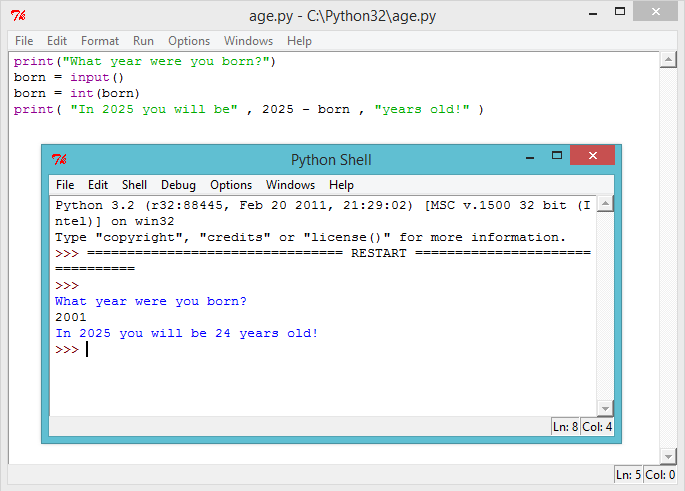 age.py - C:\Python32\age.py
File Edit Format Run Options Windows Help
print("What year were you born?")
born = input()
born = int(born)
print( "In 2025 you will be" , 2025 - born , "years old!" )
Python Shell
File Edit Shell Debug Options Windows Help
Python 3.2 (r32:88445, Feb 20 2011, 21:29:02) [MSC v.1500 32 bit (I
ntel)] on win32
Type "copyright", "credits" or "license()" for more information.
>>> ================================ RESTART ======================
==========
>>>
What year were you born?
2001
In 2025 you will be 24 years old!
>>>
Ln: 8 Col: 4
Ln: 5 Col: 0